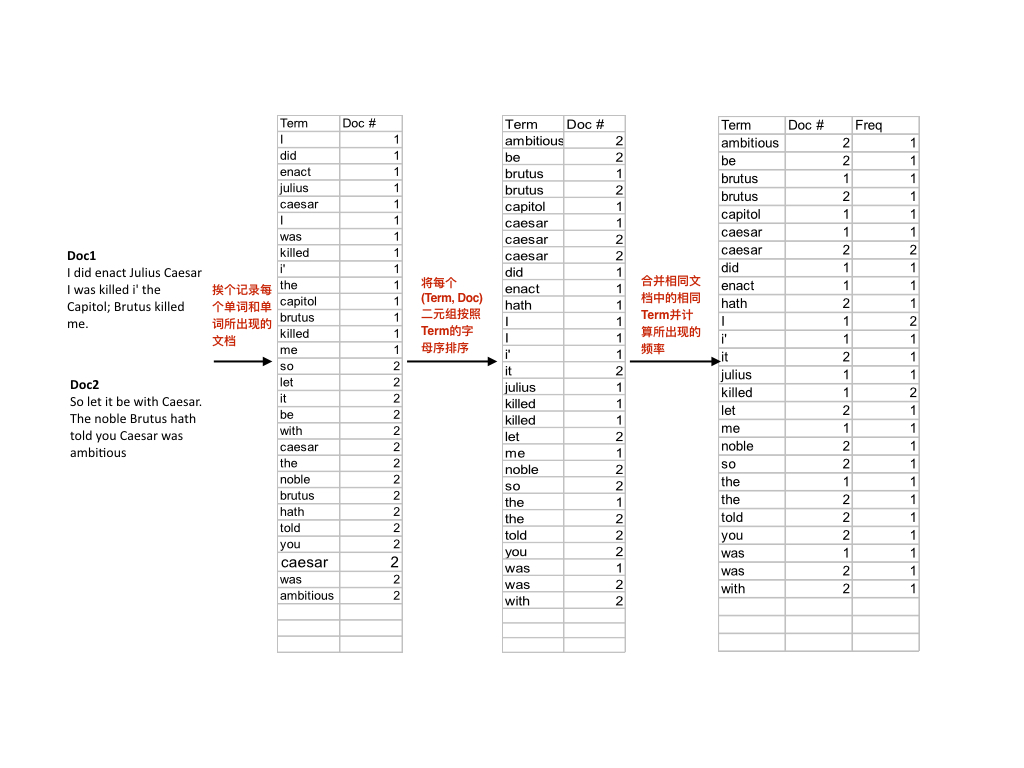 Doc1
I did enact Julius Caesar
I was killed i' the
Capitol; Brutus killed
me.
Doc2
So let it be with Caesar.
The noble Brutus hath
told you Caesar was
ambitious
挨个记录每
个单词和单
词所出现的
文档
Term Doc #
I 1
did 1
enact 1
julius 1
caesar 1
I 1
was 1
killed 1
i' 1
the 1
capitol 1
brutus 1
killed 1
me 1
so 2
let 2
it 2
be 2
with 2
caesar 2
the 2
noble 2
brutus 2
hath 2
told 2
you 2
caesar 2
was 2
ambitious 2
将每个
(Term, Doc)
二元组按照
Term的字
母序排序
Term Doc #
ambitious 2
be 2
brutus 1
brutus 2
capitol 1
caesar 1
caesar 2
caesar 2
did 1
enact 1
hath 1
I 1
I 1
i' 1
it 2
julius 1
killed 1
killed 1
let 2
me 1
noble 2
so 2
the 1
the 2
told 2
you 2
was 1
was 2
with 2
合并相同文
档中的相同
Term并计
算所出现的
频率
Term Doc # Freq
ambitious 2 1
be 2 1
brutus 1 1
brutus 2 1
capitol 1 1
caesar 1 1
caesar 2 2
did 1 1
enact 1 1
hath 2 1
I 1 2
i' 1 1
it 2 1
julius 1 1
killed 1 2
let 2 1
me 1 1
noble 2 1
so 2 1
the 1 1
the 2 1
told 2 1
you 2 1
was 1 1
was 2 1
with 2 1